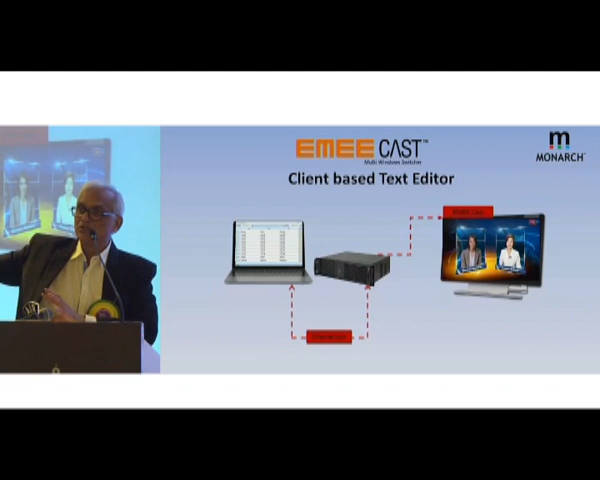 EMEE CAST™
Multi Windows Switcher
MONARCH
Client based Text Editor